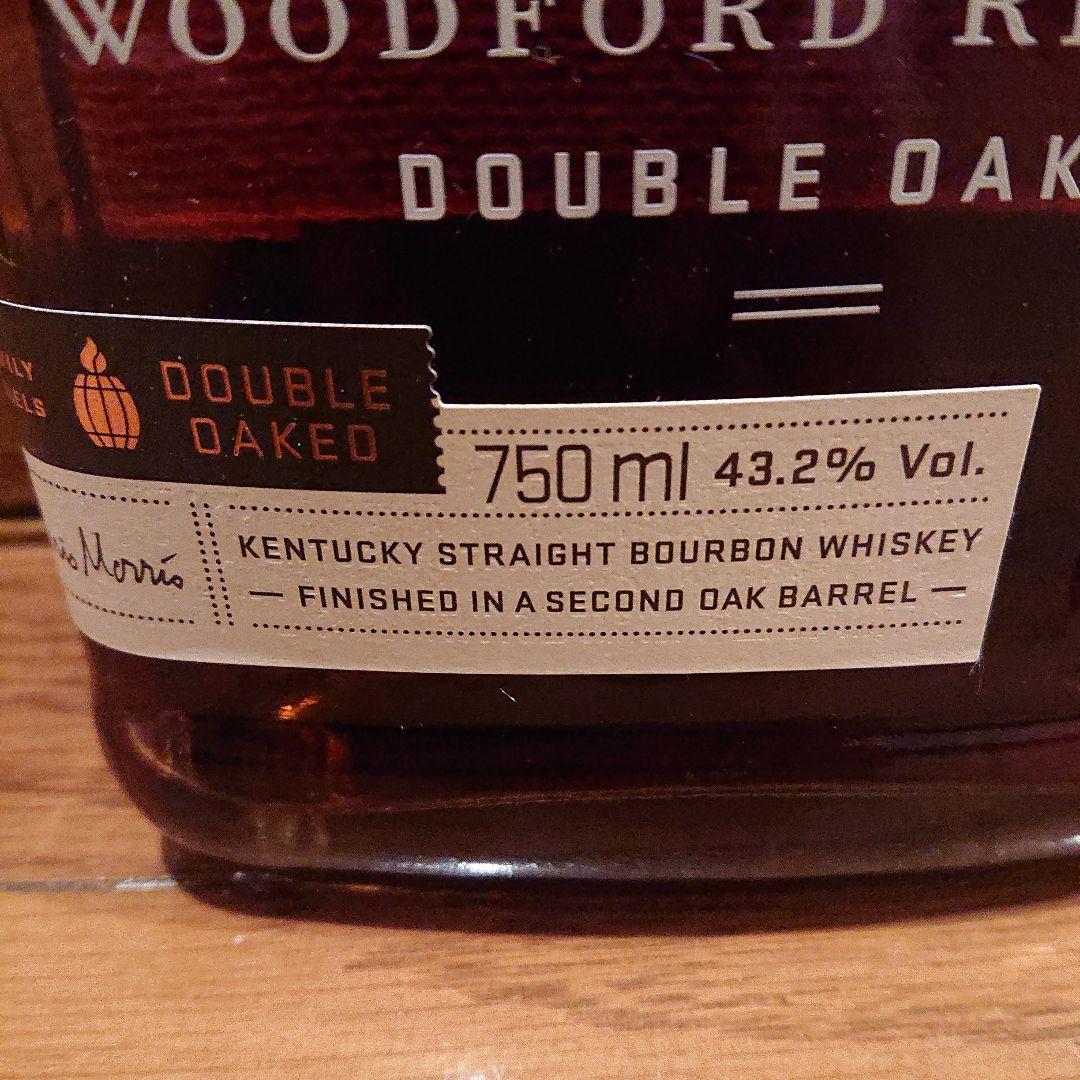 WOODFORD
DOUBLE OAK
DOUBLE
OAKED
750 ml 43.2% Vol.
Morris
KENTUCKY STRAIGHT BOURBON WHISKEY
— FINISHED IN A SECOND OAK BARREL —